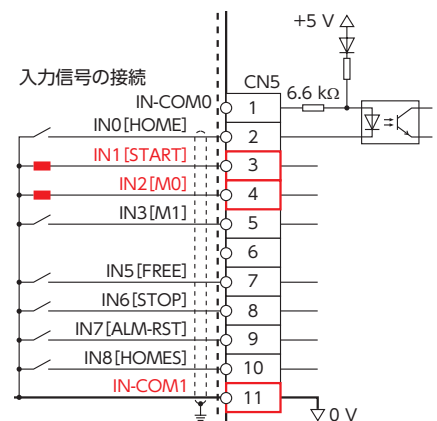 +5 V
入力信号の接続
CN5
IN-COM0 1 6.6 kΩ
IN0 [HOME] 2
IN1 [START] 3
IN2 [M0] 4
IN3 [M1] 5
6
IN5 [FREE] 7
IN6 [STOP] 8
IN7 [ALM-RST] 9
IN8 [HOMES] 10
IN-COM1 11
0 V